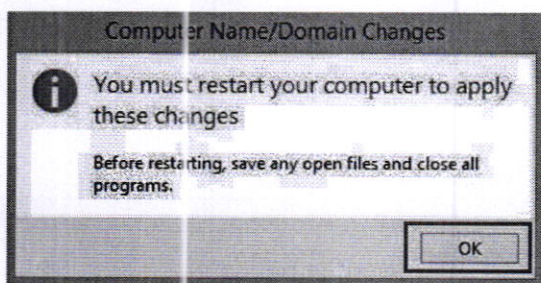 Computer Name/Domain Changes
You must restart your computer to apply
these changes
Before restarting, save any open files and close all
programs.
OK